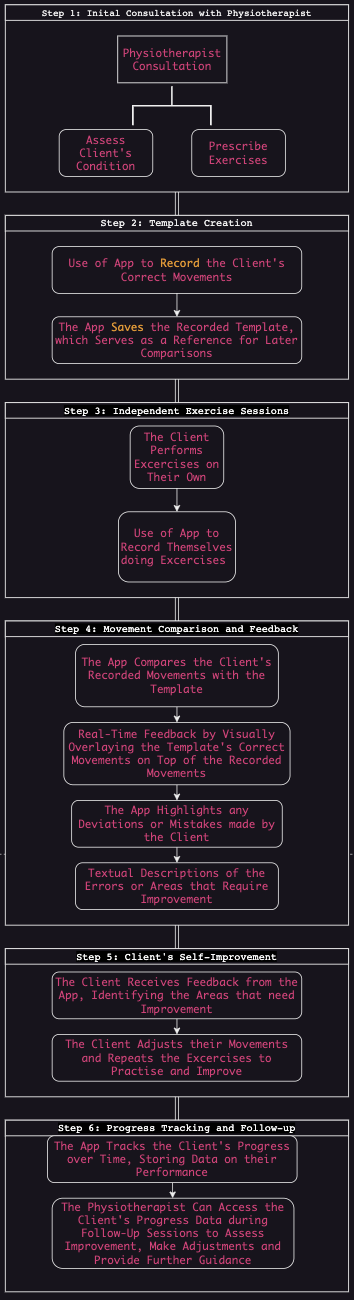 Step 1: Inital Consultation with Physiotherapist
Physiotherapist
Consultation
Assess
Client's
Condition
Prescribe
Exercises
Step 2: Template Creation
Use of App to Record the Client's
Correct Movements
The App Saves the Recorded Template,
which Serves as a Reference for Later
Comparisons
Step 3: Independent Exercise Sessions
The Client
Performs
Excercises on
Their Own
Use of App to
Record Themselves
doing Excercises
Step 4: Movement Comparison and Feedback
The App Compares the Client's
Recorded Movements with the
Template
Real-Time Feedback by Visually
Overlaying the Template's Correct
Movements on Top of the Recorded
Movements
The App Highlights any
Deviations or Mistakes made by
the Client
Textual Descriptions of the
Errors or Areas that Require
Improvement
Step 5: Client's Self-Improvement
The Client Receives Feedback from the
App, Identifying the Areas that need
Improvement
The Client Adjusts their Movements
and Repeats the Excercises to
Practise and Improve
Step 6: Progress Tracking and Follow-up
The App Tracks the Client's Progress
over Time, Storing Data on their
Performance
The Physiotherapist Can Access the
Client's Progress Data during
Follow-Up Sessions to Assess
Improvement, Make Adjustments and
Provide Further Guidance